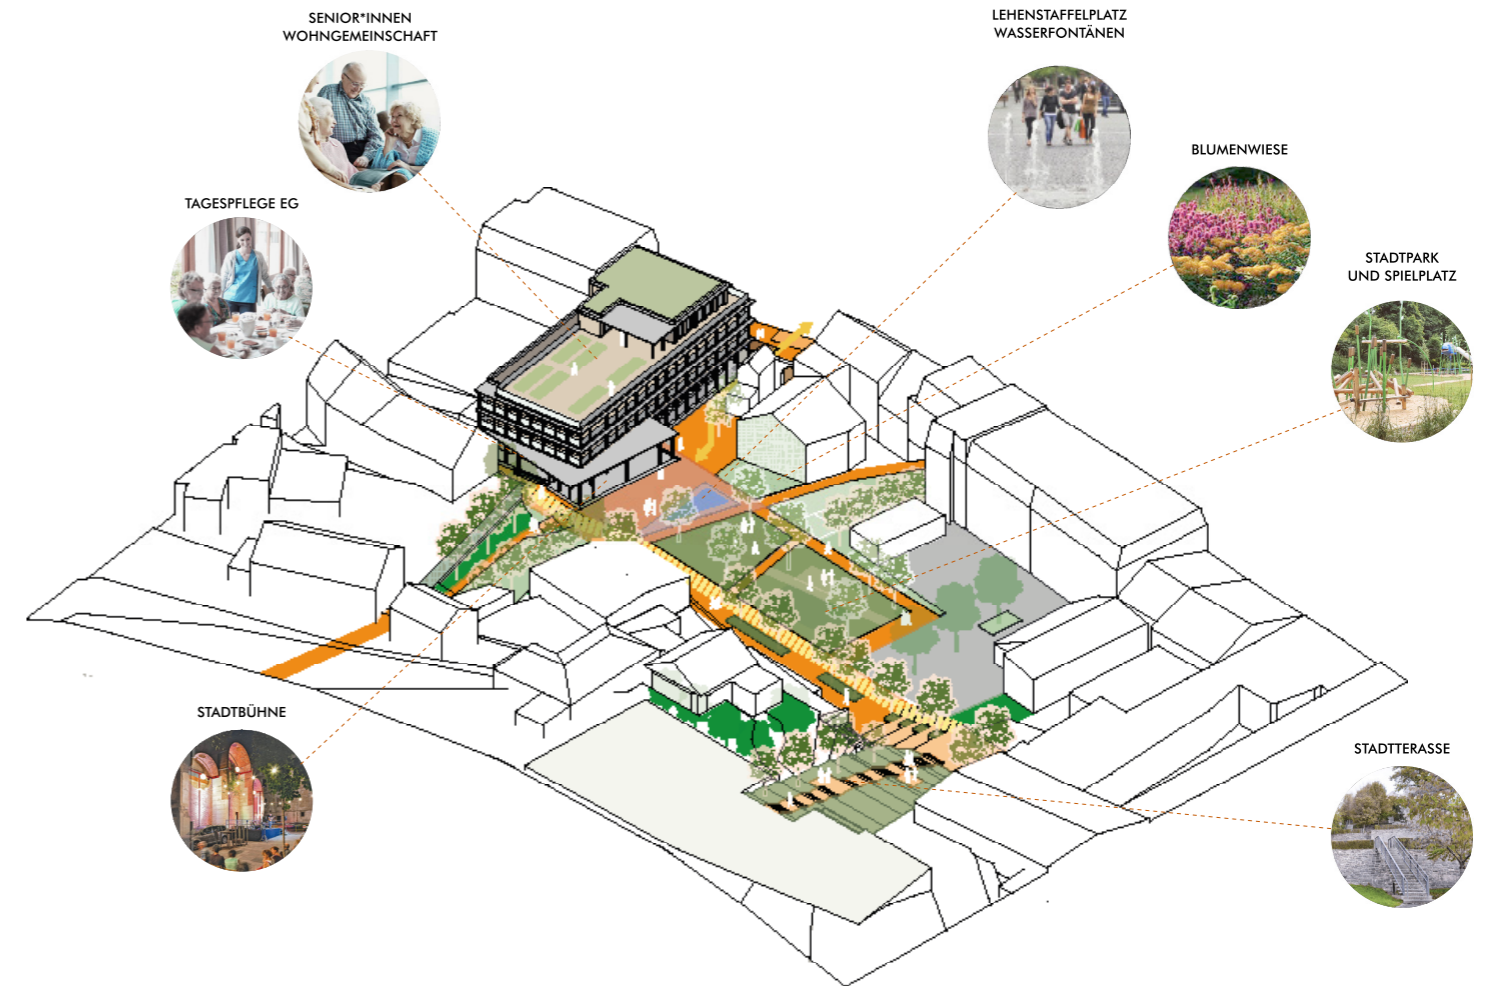 SENIOR*INNEN
WOHNGEMEINSCHAFT
LEHENSTAFFELPLATZ
WASSERFONTÄNEN
BLUMENWIESE
TAGESPFLEGE EG
STADTPARK
UND SPIELPLATZ
STADTBÜHNE
STADTTERASSE